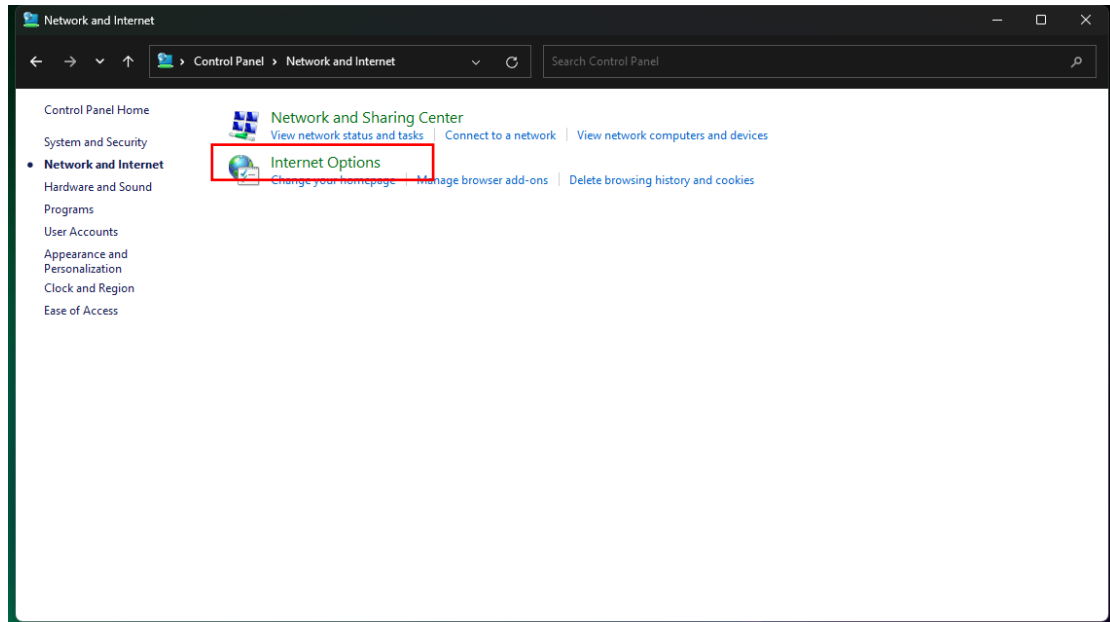 Network and Internet
Control Panel > Network and Internet
Search Control Panel
Control Panel Home
System and Security
Network and Internet
Hardware and Sound
Programs
User Accounts
Appearance and
Personalization
Clock and Region
Ease of Access
Network and Sharing Center
View network status and tasks | Connect to a network | View network computers and devices
Internet Options
Change your homepage | Manage browser add-ons | Delete browsing history and cookies